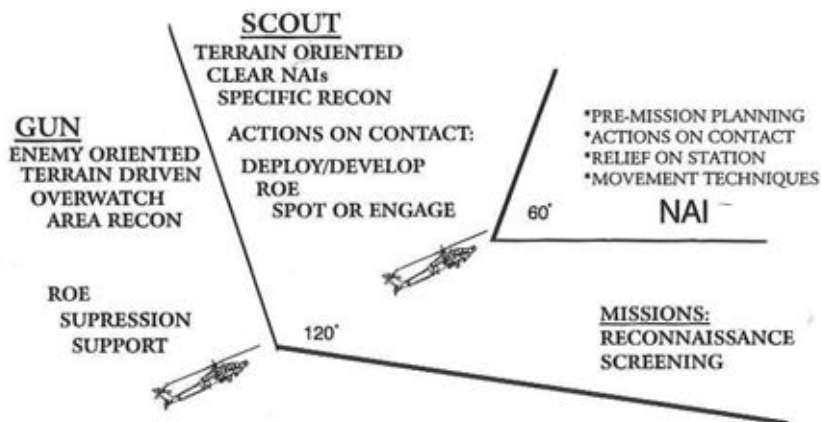 SCOUT
TERRAIN ORIENTED
CLEAR NAIs
SPECIFIC RECON
ACTIONS ON CONTACT:
DEPLOY/DEVELOP
ROE
SPOT OR ENGAGE
GUN
ENEMY ORIENTED
TERRAIN DRIVEN
OVERWATCH
AREA RECON
ROE
SUPRESSION
SUPPORT
120°
60°
*PRE-MISSION PLANNING
*ACTIONS ON CONTACT
*RELIEF ON STATION
*MOVEMENT TECHNIQUES
NAI
MISSIONS:
RECONNAISSANCE
SCREENING